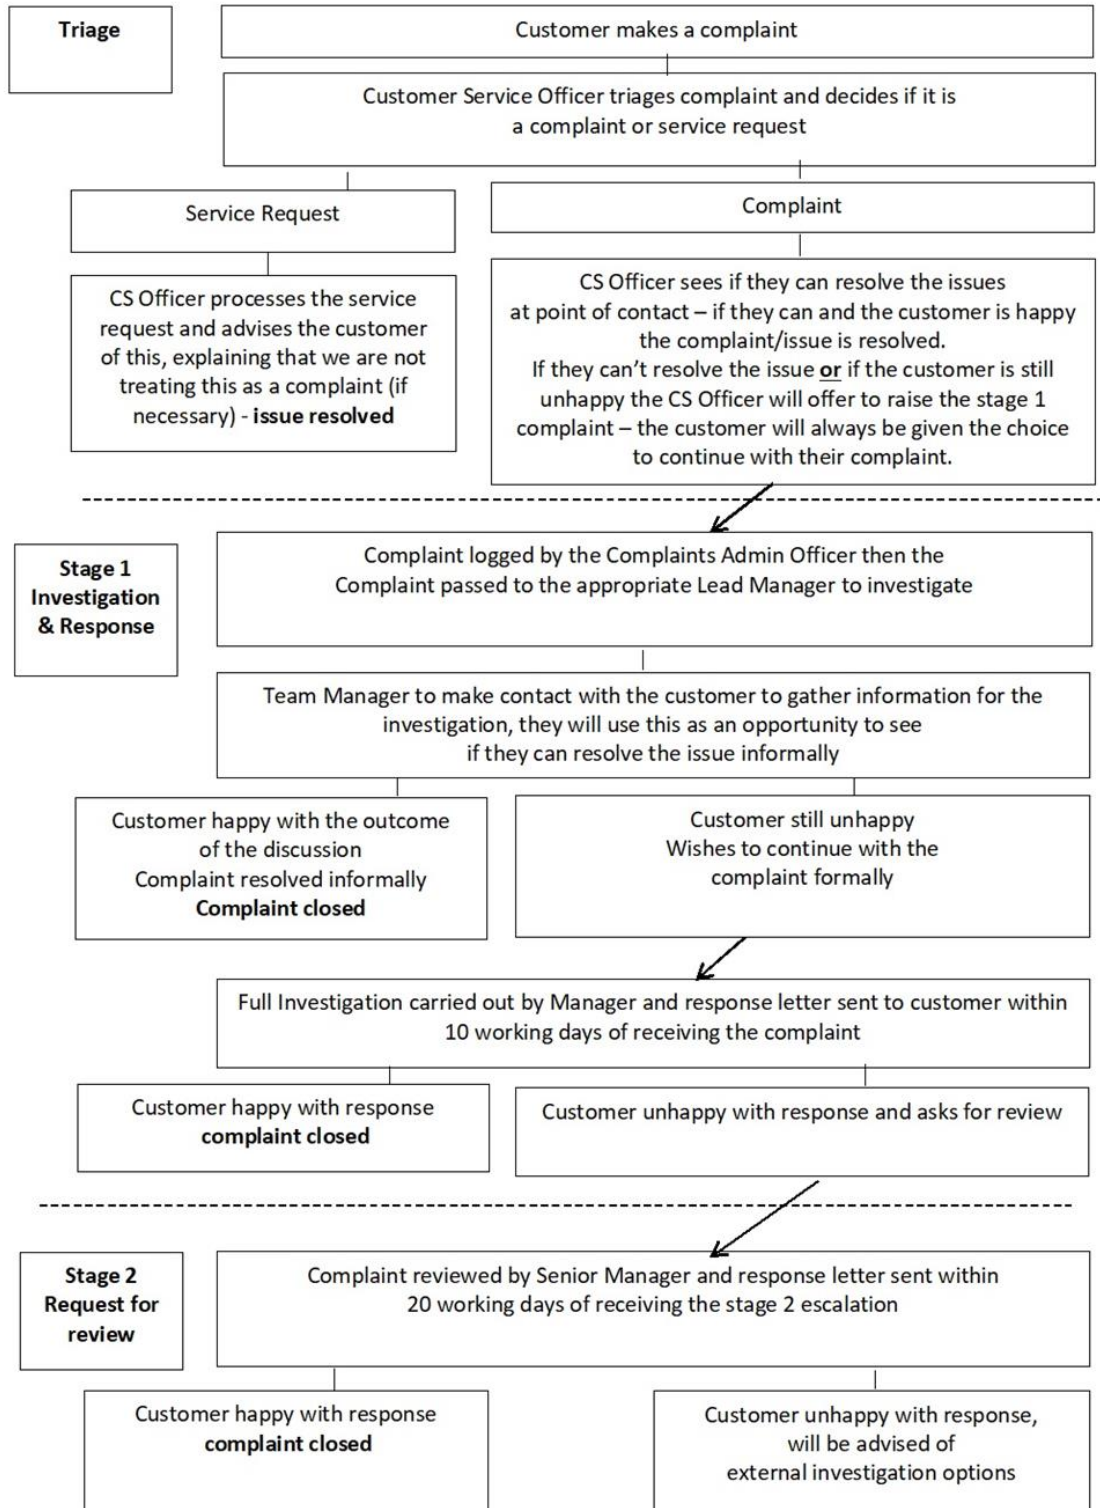 Triage
Customer makes a complaint
Customer Service Officer triages complaint and decides if it is
a complaint or service request
Service Request
Complaint
CS Officer processes the service
request and advises the customer
of this, explaining that we are not
treating this as a complaint (if
necessary) - issue resolved
CS Officer sees if they can resolve the issues
at point of contact – if they can and the customer is happy
the complaint/issue is resolved.
If they can't resolve the issue or if the customer is still
unhappy the CS Officer will offer to raise the stage 1
complaint – the customer will always be given the choice
to continue with their complaint.
Stage 1
Investigation
& Response
Complaint logged by the Complaints Admin Officer then the
Complaint passed to the appropriate Lead Manager to investigate
Team Manager to make contact with the customer to gather information for the
investigation, they will use this as an opportunity to see
if they can resolve the issue informally
Customer happy with the outcome
of the discussion
Complaint resolved informally
Complaint closed
Customer still unhappy
Wishes to continue with the
complaint formally
Full Investigation carried out by Manager and response letter sent to customer within
10 working days of receiving the complaint
Customer happy with response
complaint closed
Customer unhappy with response and asks for review
Stage 2
Request for
review
Complaint reviewed by Senior Manager and response letter sent within
20 working days of receiving the stage 2 escalation
Customer happy with response
complaint closed
Customer unhappy with response,
will be advised of
external investigation options